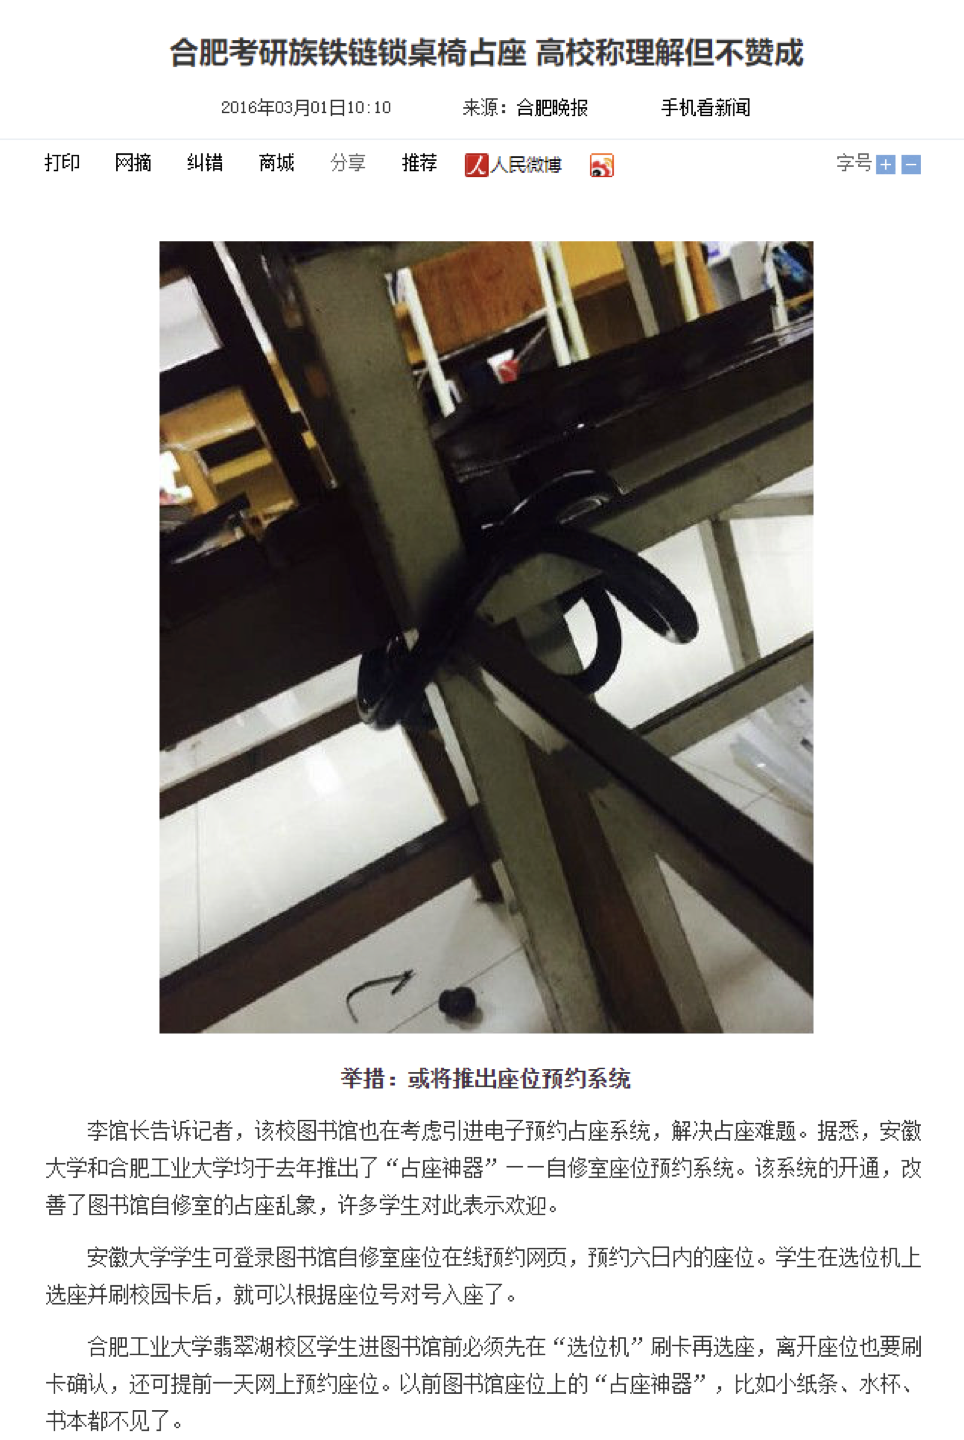 合肥考研族铁链锁桌椅占座 高校称理解但不赞成
2016年03月01日10:10 来源：合肥晚报 手机看新闻
打印 网摘 纠错 商城 分享 推荐 人民微博 字号 + −
举措：或将推出座位预约系统
李馆长告诉记者，该校图书馆也在考虑引进电子预约占座系统，解决占座难题。据悉，安徽
大学和合肥工业大学均于去年推出了“占座神器”——自修室座位预约系统。该系统的开通，改
善了图书馆自修室的占座乱象，许多学生对此表示欢迎。
安徽大学学生可登录图书馆自修室座位在线预约网页，预约六日内的座位。学生在选位机上
选座并刷校园卡后，就可以根据座位号对号入座了。
合肥工业大学翡翠湖校区学生进图书馆前必须先在“选位机”刷卡再选座，离开座位也要刷
卡确认，还可提前一天网上预约座位。以前图书馆座位上的“占座神器”，比如小纸条、水杯、
书本都不见了。